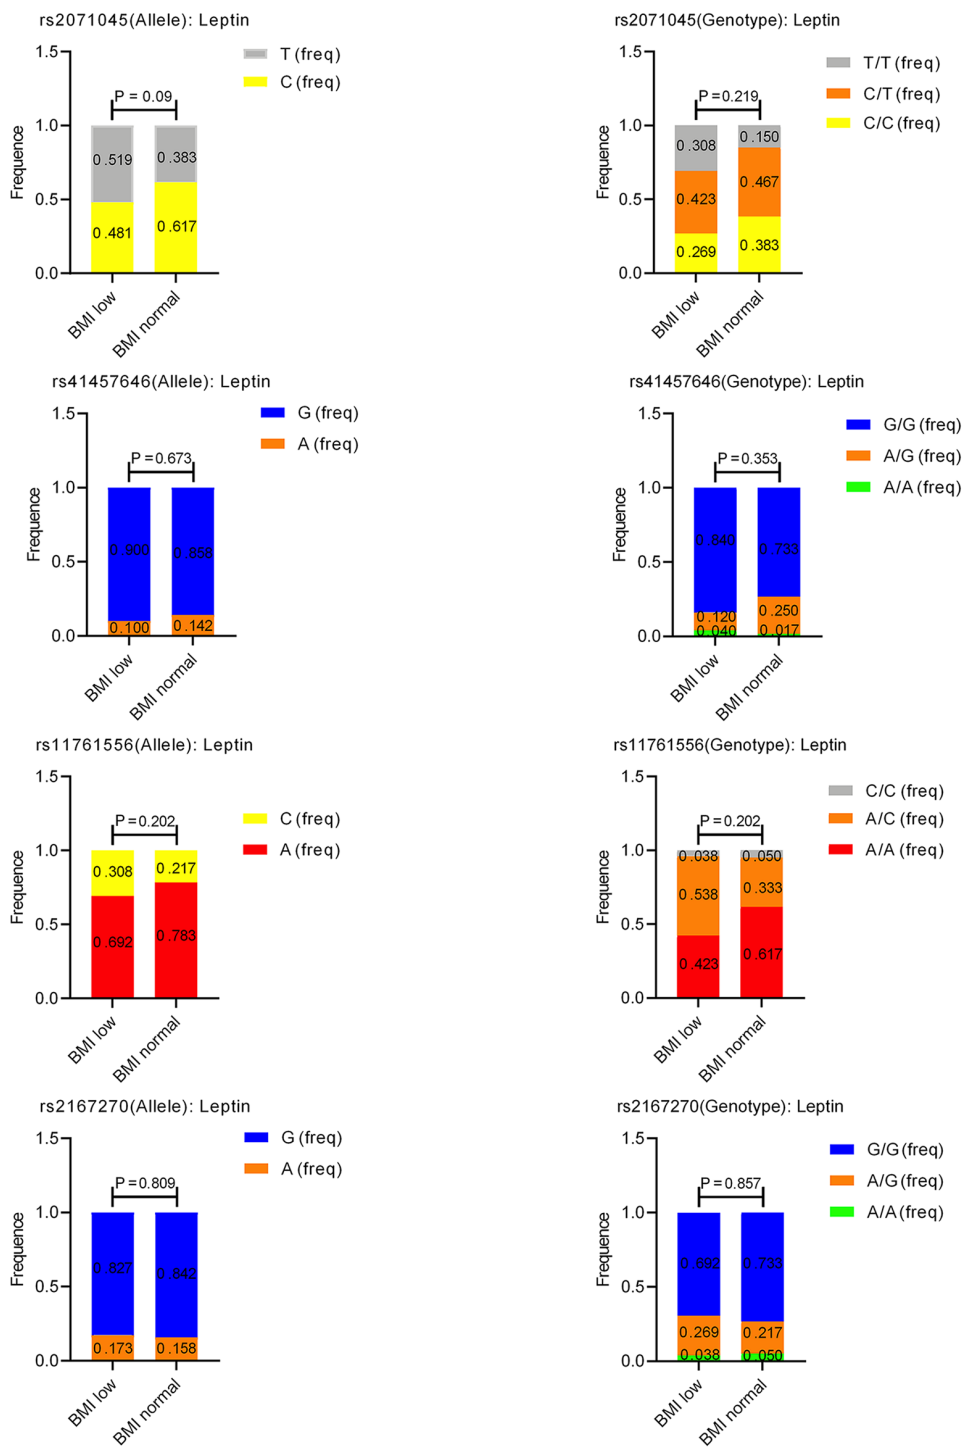 rs2071045(Allele): Leptin
T (freq)
C (freq)
P = 0.09
1.5
1.0
0.5
0.0
Frequence
0.519
0.383
0.481
0.617
BMI low
BMI normal
rs2071045(Genotype): Leptin
T/T (freq)
C/T (freq)
C/C (freq)
P=0.219
1.5
1.0
0.5
0.0
Frequence
0.308
0.150
0.423
0.467
0.269
0.383
BMI low
BMI normal
rs41457646(Allele): Leptin
G (freq)
A (freq)
P=0.673
1.5
1.0
0.5
0.0
Frequence
0.900
0.858
0.100
0.142
BMI low
BMI normal
rs41457646(Genotype): Leptin
G/G (freq)
A/G (freq)
A/A (freq)
P=0.353
1.5
1.0
0.5
0.0
Frequence
0.840
0.733
0.120
0.250
0.040
0.017
BMI low
BMI normal
rs11761556(Allele): Leptin
C (freq)
A (freq)
P=0.202
1.5
1.0
0.5
0.0
Frequence
0.308
0.217
0.692
0.783
BMI low
BMI normal
rs11761556(Genotype): Leptin
C/C (freq)
A/C (freq)
A/A (freq)
P=0.202
1.5
1.0
0.5
0.0
Frequence
0.038
0.050
0.538
0.333
0.423
0.617
BMI low
BMI normal
rs2167270(Allele): Leptin
G (freq)
A (freq)
P=0.809
1.5
1.0
0.5
0.0
Frequence
0.827
0.842
0.173
0.158
BMI low
BMI normal
rs2167270(Genotype): Leptin
G/G (freq)
A/G (freq)
A/A (freq)
P=0.857
1.5
1.0
0.5
0.0
Frequence
0.692
0.733
0.269
0.217
0.038
0.050
BMI low
BMI normal